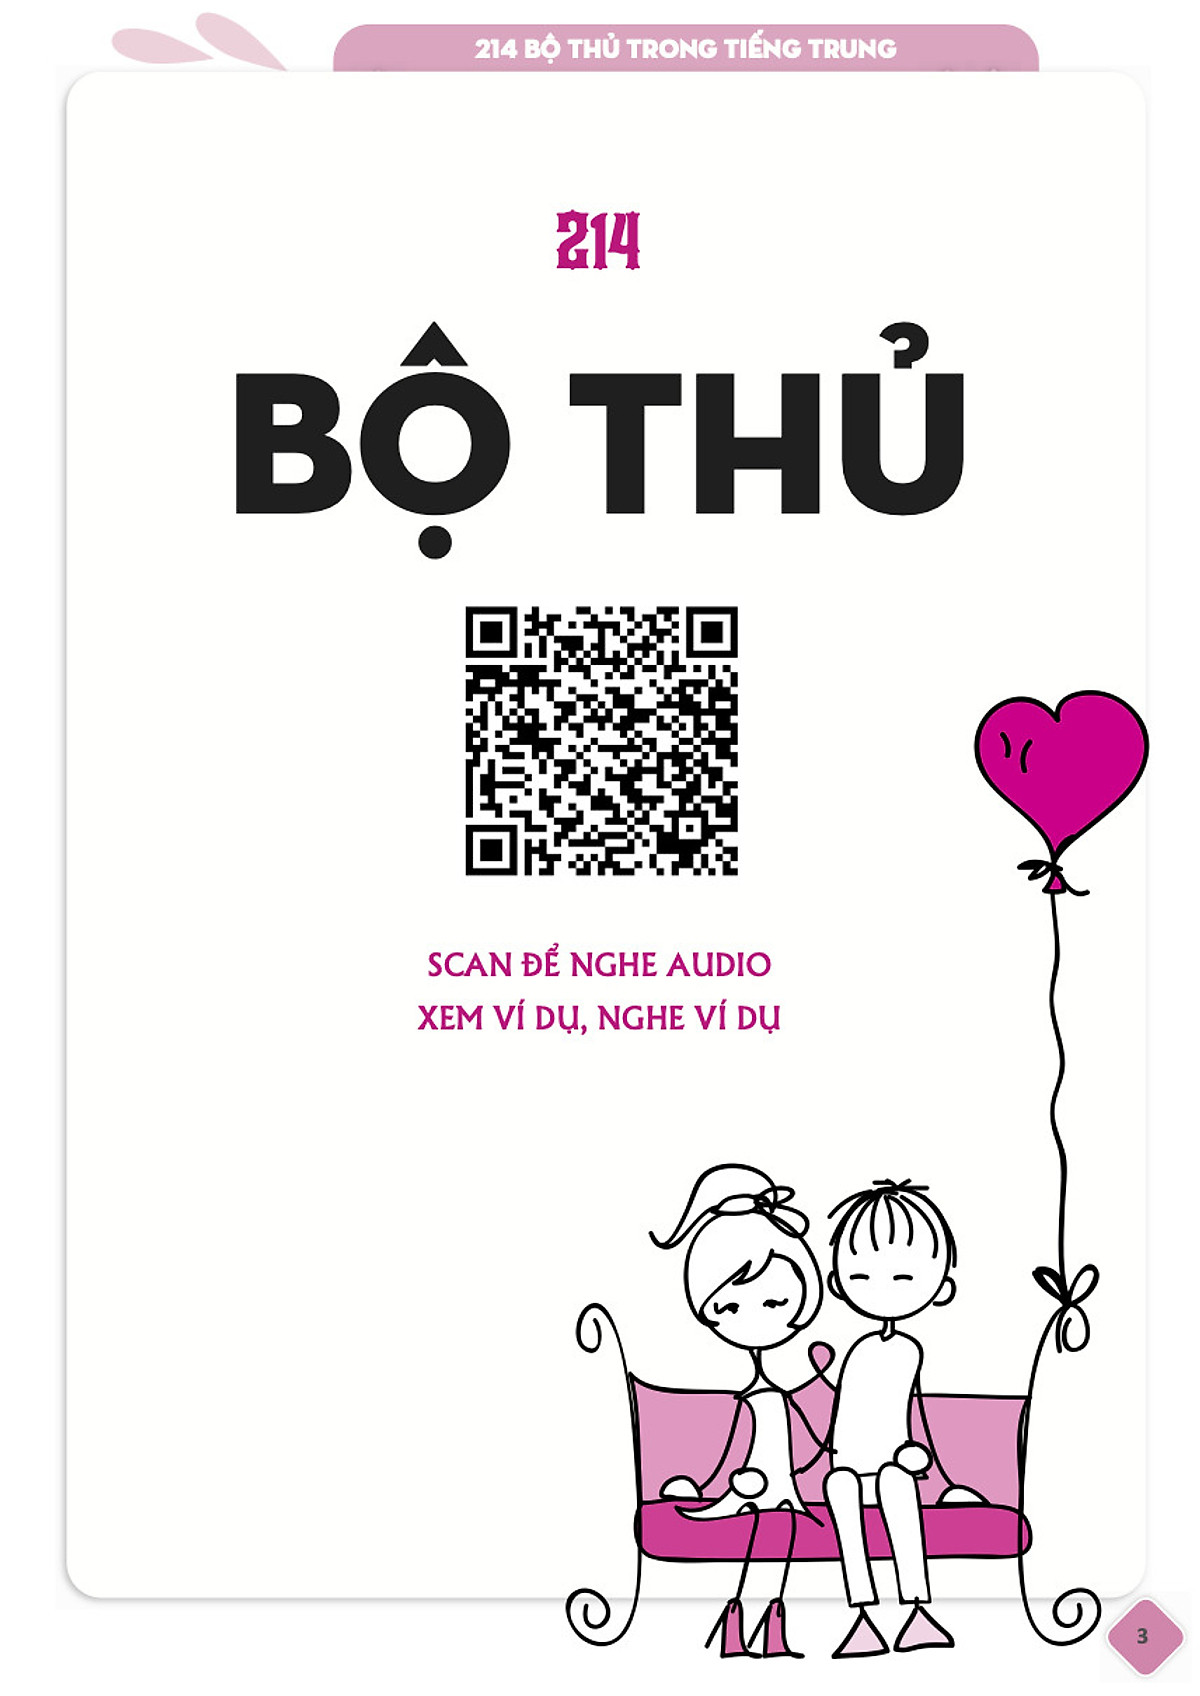 214 BỘ THỦ TRONG TIẾNG TRUNG
214
BỘ THỦ
SCAN ĐỂ NGHE AUDIO
XEM VÍ DỤ, NGHE VÍ DỤ
3